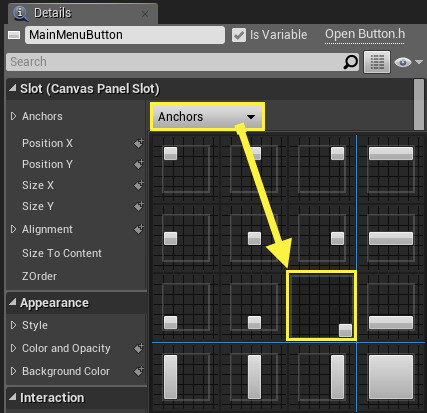 Details
MainMenuButton
Is Variable
Open Button.h
Search
Slot (Canvas Panel Slot)
Anchors
Anchors
Position X
Position Y
Size X
Size Y
Alignment
Size To Content
ZOrder
Appearance
Style
Color and Opacity
Background Color
Interaction